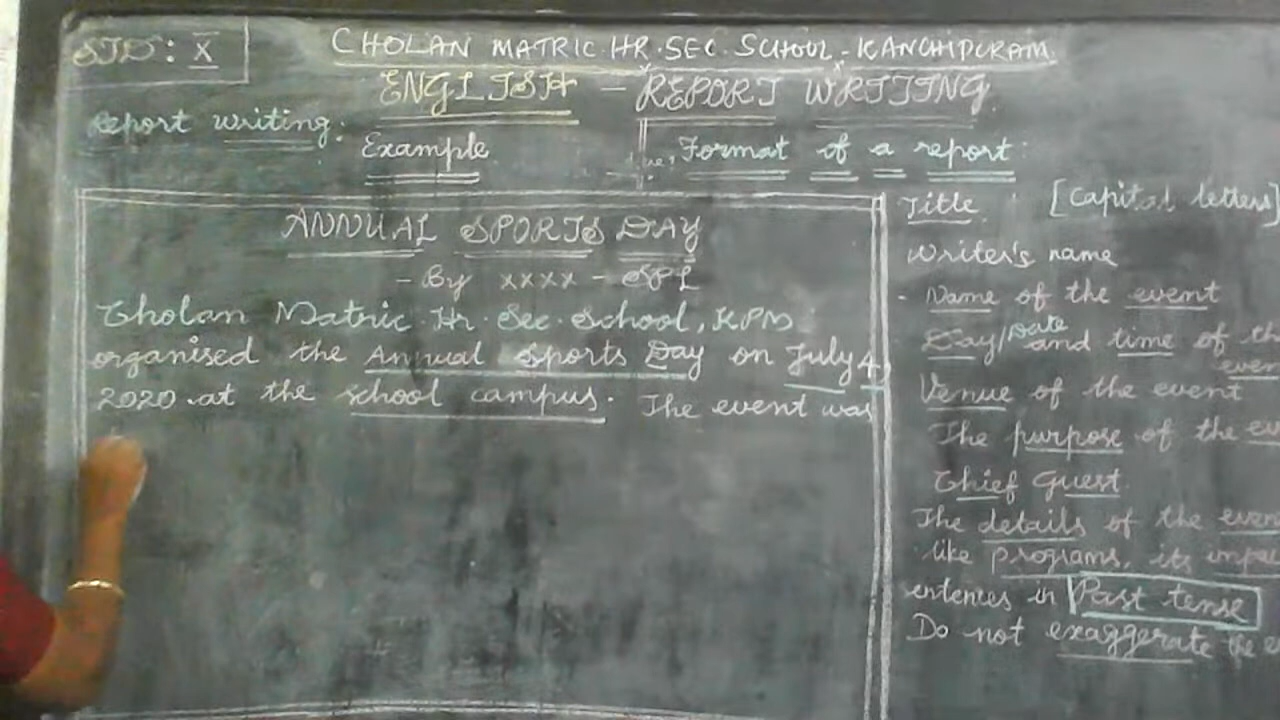 STD: X
CHOLAN MATRIC.HR.SEC.SCHOOL-KANCHIPURAM.
ENGLISH - REPORT WRITING.
Report writing:
Example
Format of a report:
ANNUAL SPORTS DAY
- By xxxx - SPL
Cholan Matric.Hr.Sec.School, KPM
organised the Annual Sports Day on July 4,
2020 at the school campus. The event was
Title [Capital letters]
Writer's name
- Name of the event
Day/Date and time of the
event
Venue of the event
The purpose of the
Chief Guest.
The details of the
like programs, its
in Past tense
Do not exaggerate the